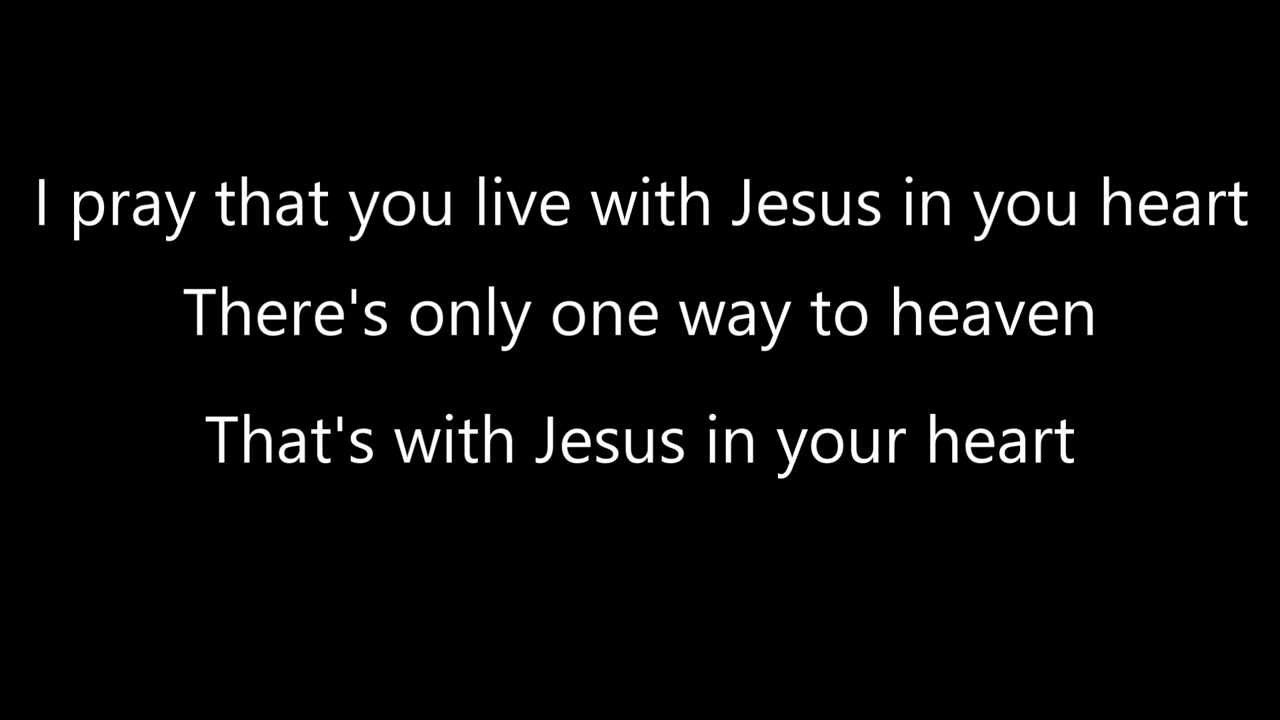 I pray that you live with Jesus in you heart
There's only one way to heaven
That's with Jesus in your heart